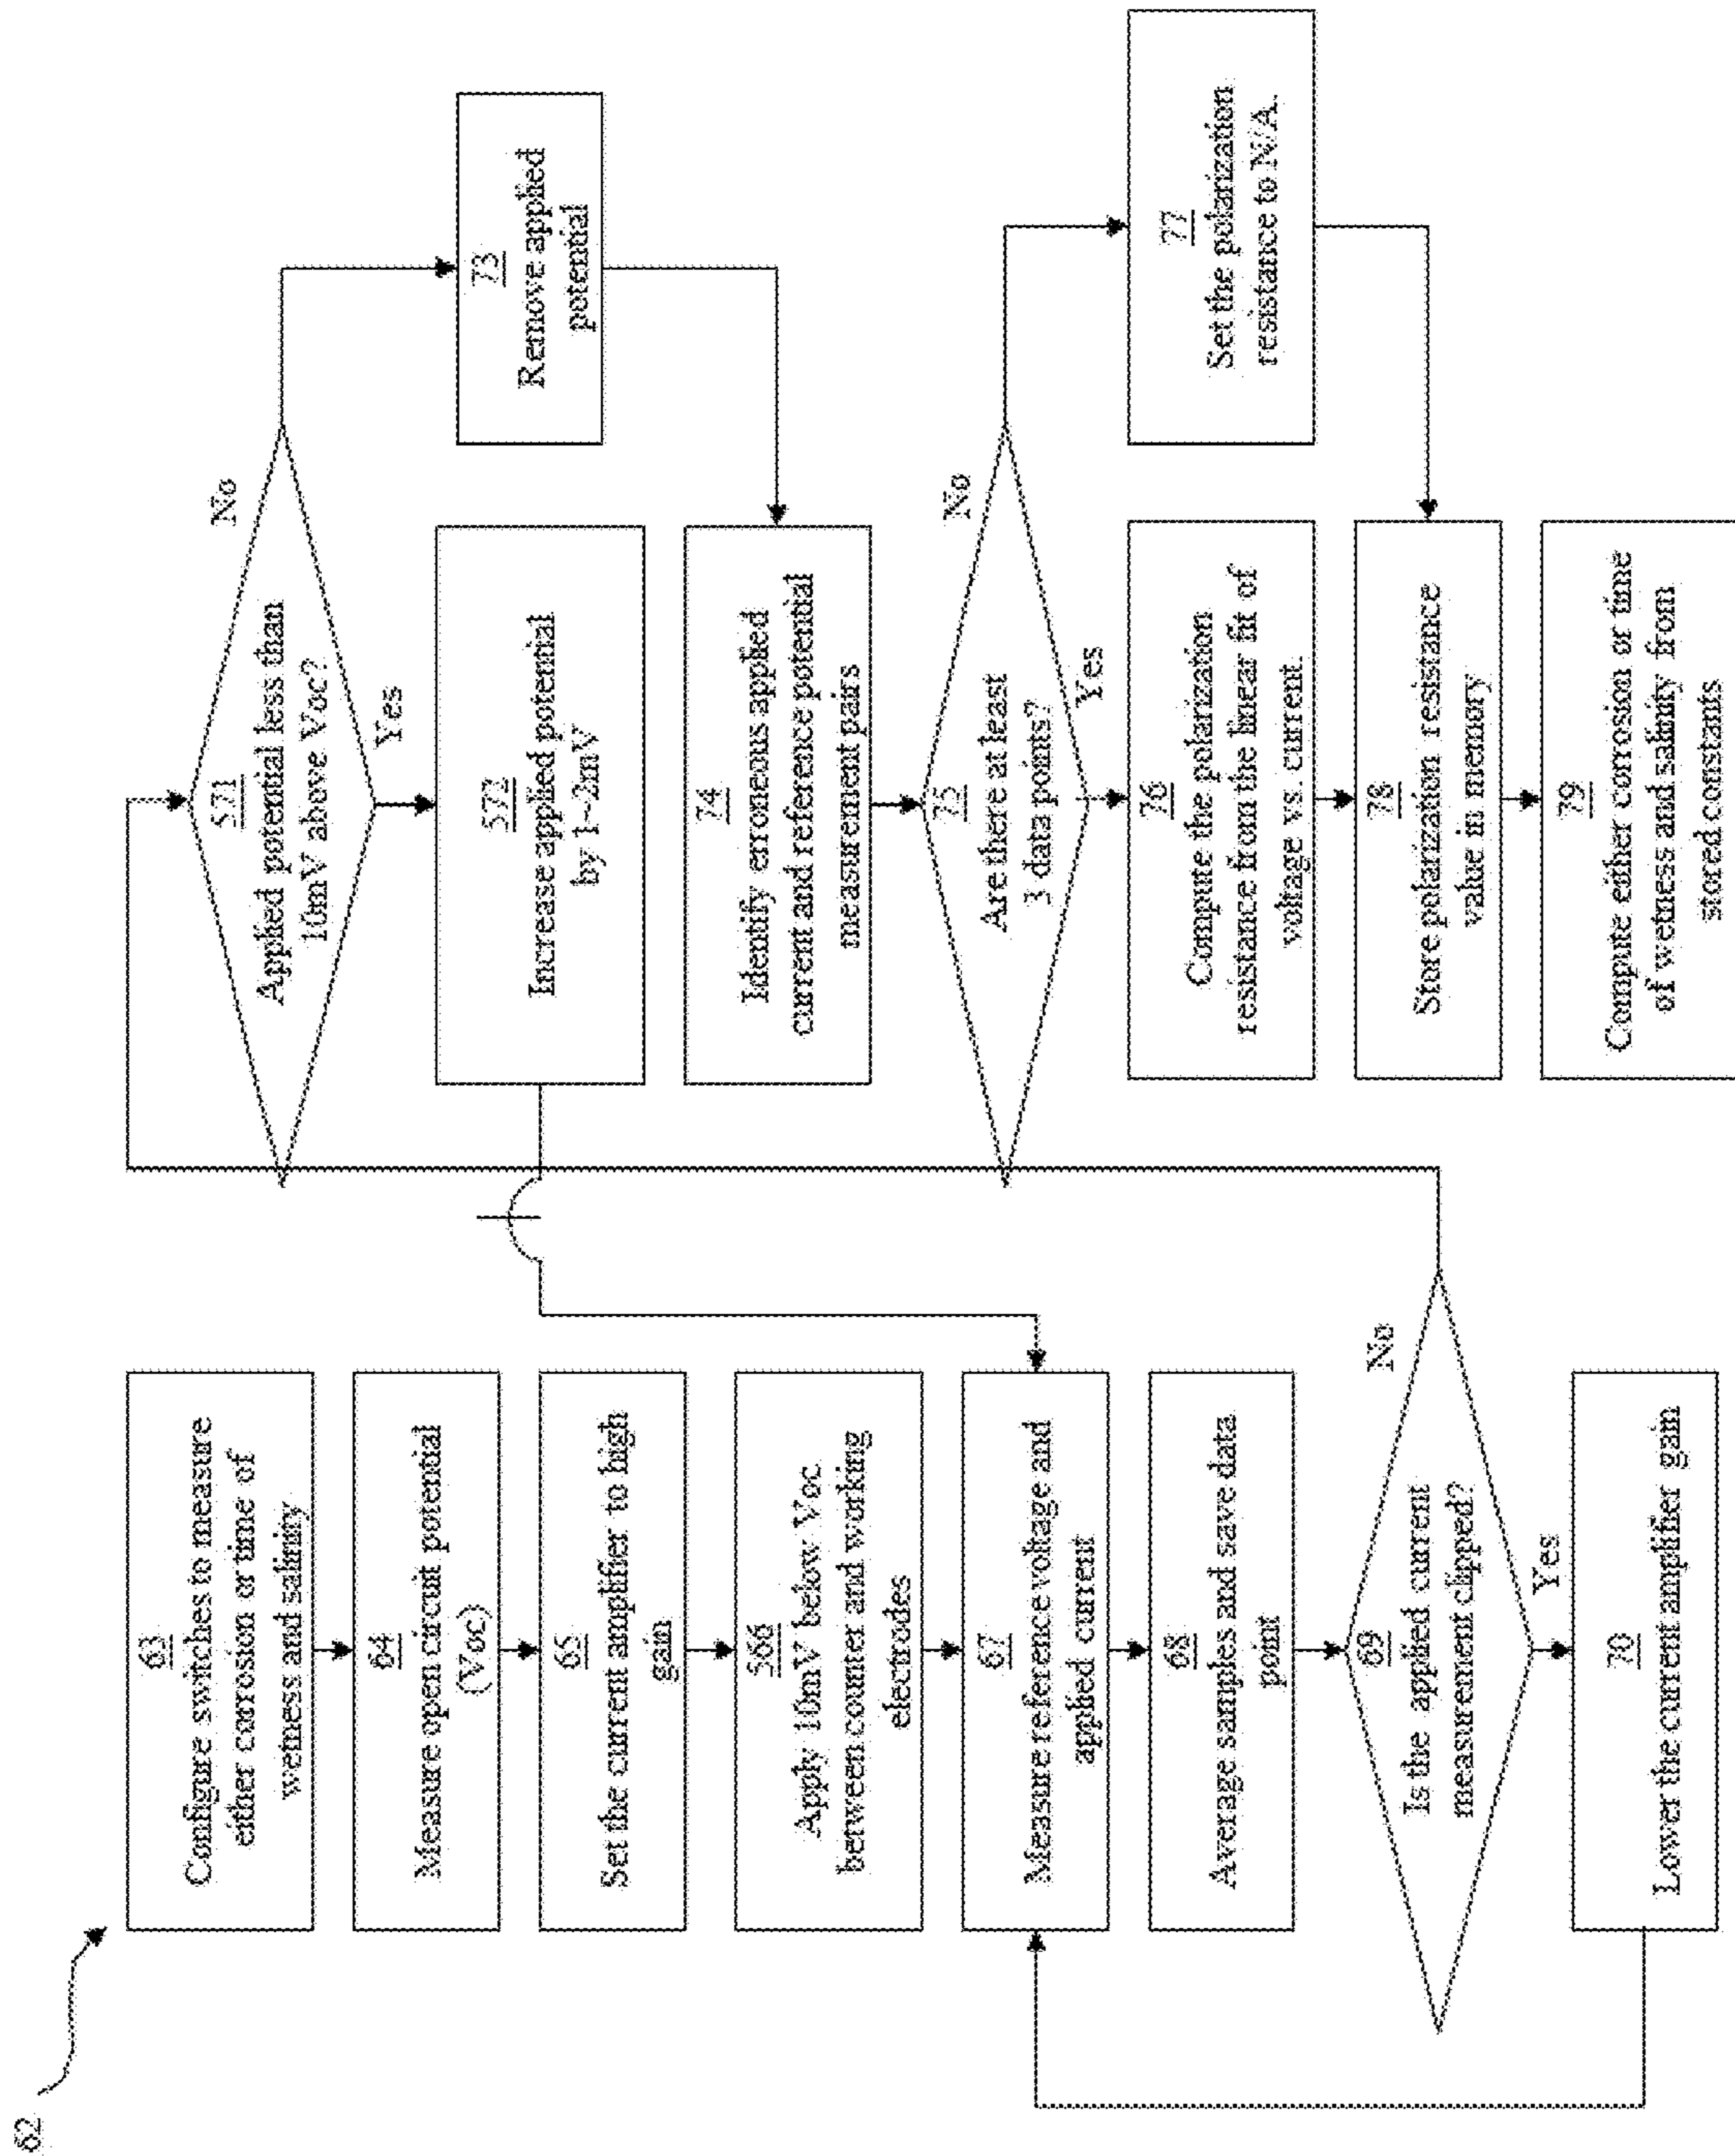 62
63
Configure switches to measure
either corrosion or time of
wetness and salinity
64
Measure open circuit potential
(Voc)
65
Set the current amplifier to high
gain
566
Apply 10mV below Voc
between counter and working
electrodes
67
Measure reference voltage and
applied current
68
Average samples and save data
point
69
Is the applied current
measurement clipped?
No
Yes
70
Lower the current amplifier gain
571
Applied potential less than
10mV above Voc?
No
Yes
572
Increase applied potential
by 1~2mV
73
Remove applied
potential
74
Identify erroneous applied
current and reference potential
measurement pairs
75
Are there at least
3 data points?
No
Yes
76
Compute the polarization
resistance from the linear fit of
voltage vs. current.
77
Set the polarization
resistance to N/A.
78
Store polarization resistance
value in memory
79
Compute either corrosion or time
of wetness and salinity from
stored constants